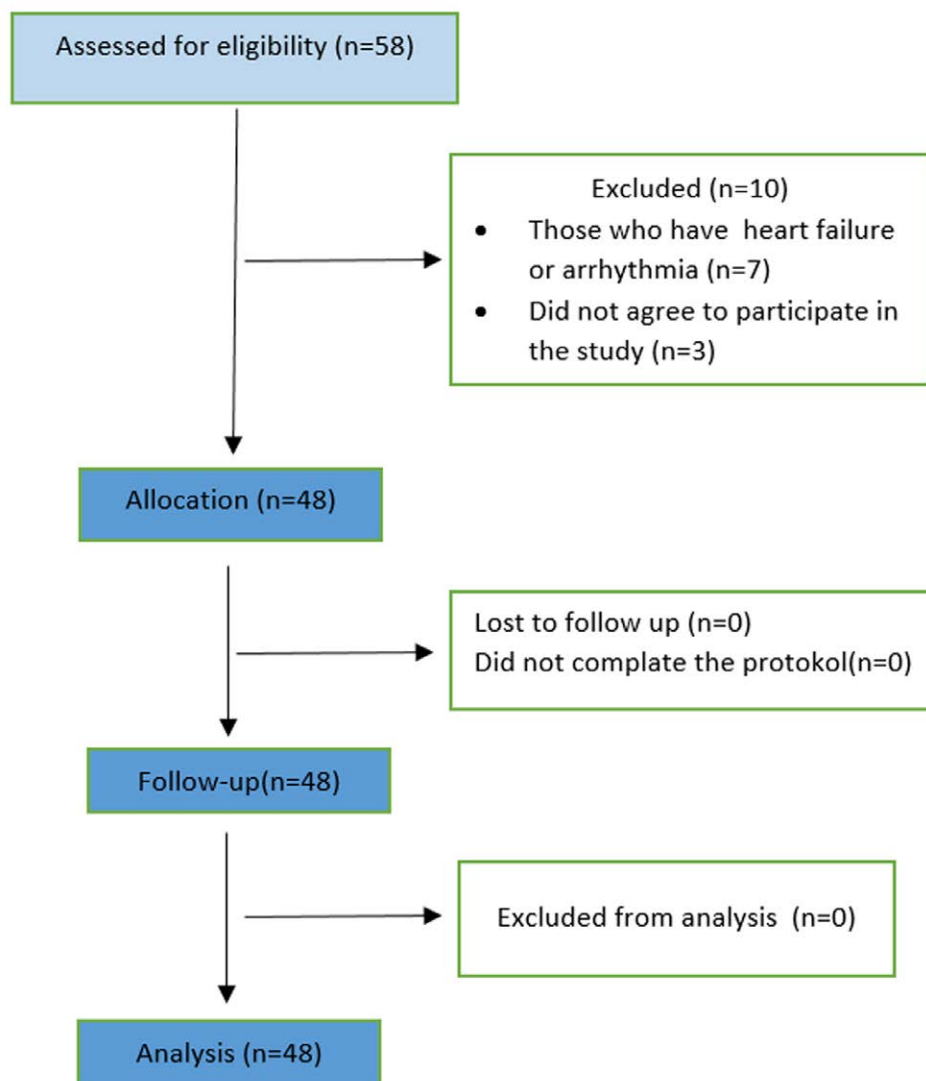 Assessed for eligibility (n=58)
Excluded (n=10)
• Those who have heart failure
or arrhythmia (n=7)
• Did not agree to participate in
the study (n=3)
Allocation (n=48)
Lost to follow up (n=0)
Did not complate the protokol(n=0)
Follow-up(n=48)
Excluded from analysis (n=0)
Analysis (n=48)